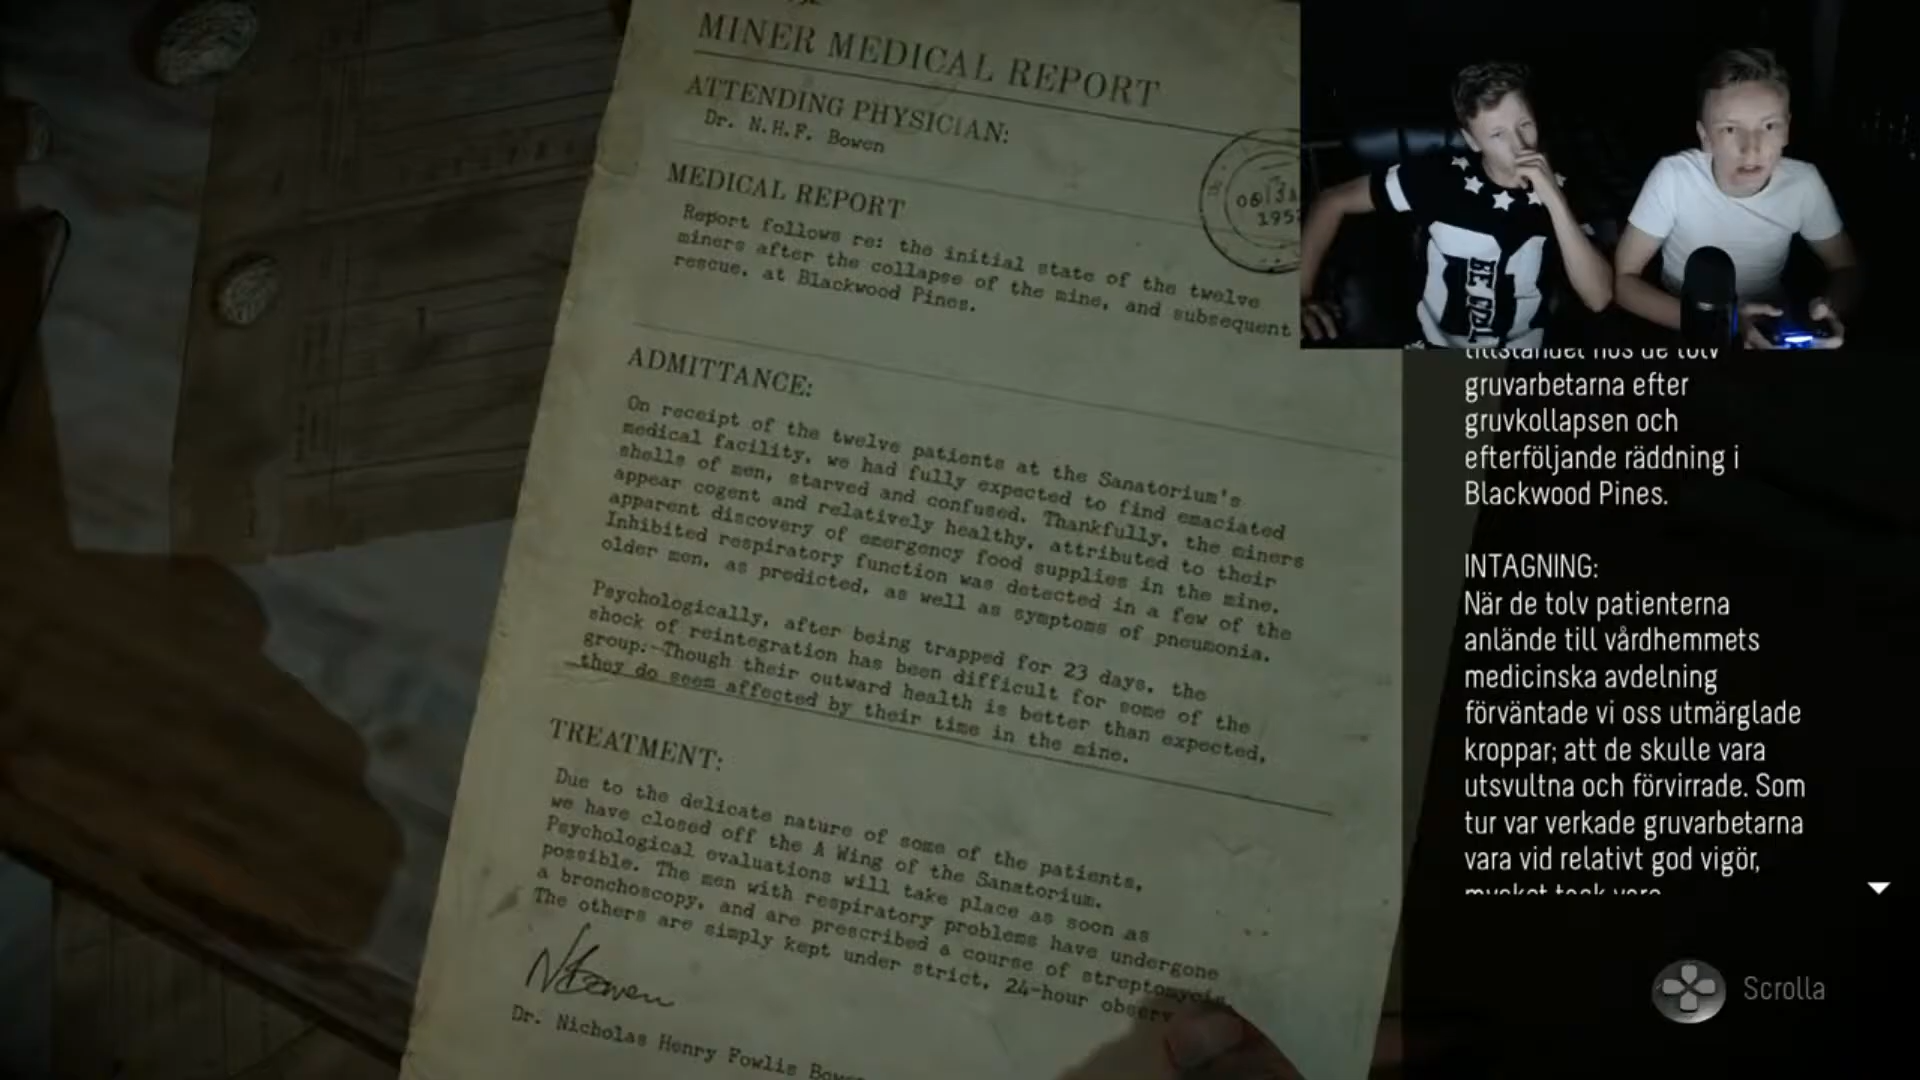 MINER MEDICAL REPORT
ATTENDING PHYSICIAN:
Dr. N.H.F. Bowen
MEDICAL REPORT
Report follows re: the initial state of the twelve
miners after the collapse of the mine, and subsequent
rescue, at Blackwood Pines.
ADMITTANCE:
On receipt of the twelve patients at the Sanatorium's
medical facility, we had fully expected to find emaciated
shells of men, starved and confused. Thankfully, the miners
appear cogent and relatively healthy, attributed to their
apparent discovery of emergency food supplies in the mine.
Inhibited respiratory function was detected in a few of the
older men, as predicted, as well as symptoms of pneumonia.
Psychologically, after being trapped for 23 days, the
shock of reintegration has been difficult for some of the
group: Though their outward health is better than expected,
they do seem affected by their time in the mine.
TREATMENT:
Due to the delicate nature of some of the patients,
we have closed off the A Wing of the Sanatorium.
Psychological evaluations will take place as soon as
possible. The men with respiratory problems have undergone
a bronchoscopy, and are prescribed a course of streptomycin.
The others are simply kept under strict, 24-hour observ
NBowen
Dr. Nicholas Henry Fowlis Bowe
1952
tillståndet hos de tolv
gruvarbetarna efter
gruvkollapsen och
efterföljande räddning i
Blackwood Pines.
INTAGNING:
När de tolv patienterna
anlände till vårdhemmets
medicinska avdelning
förväntade vi oss utmärglade
kroppar; att de skulle vara
utsvultna och förvirrade. Som
tur var verkade gruvarbetarna
vara vid relativt god vigör,
mycket tack vare
Scrolla